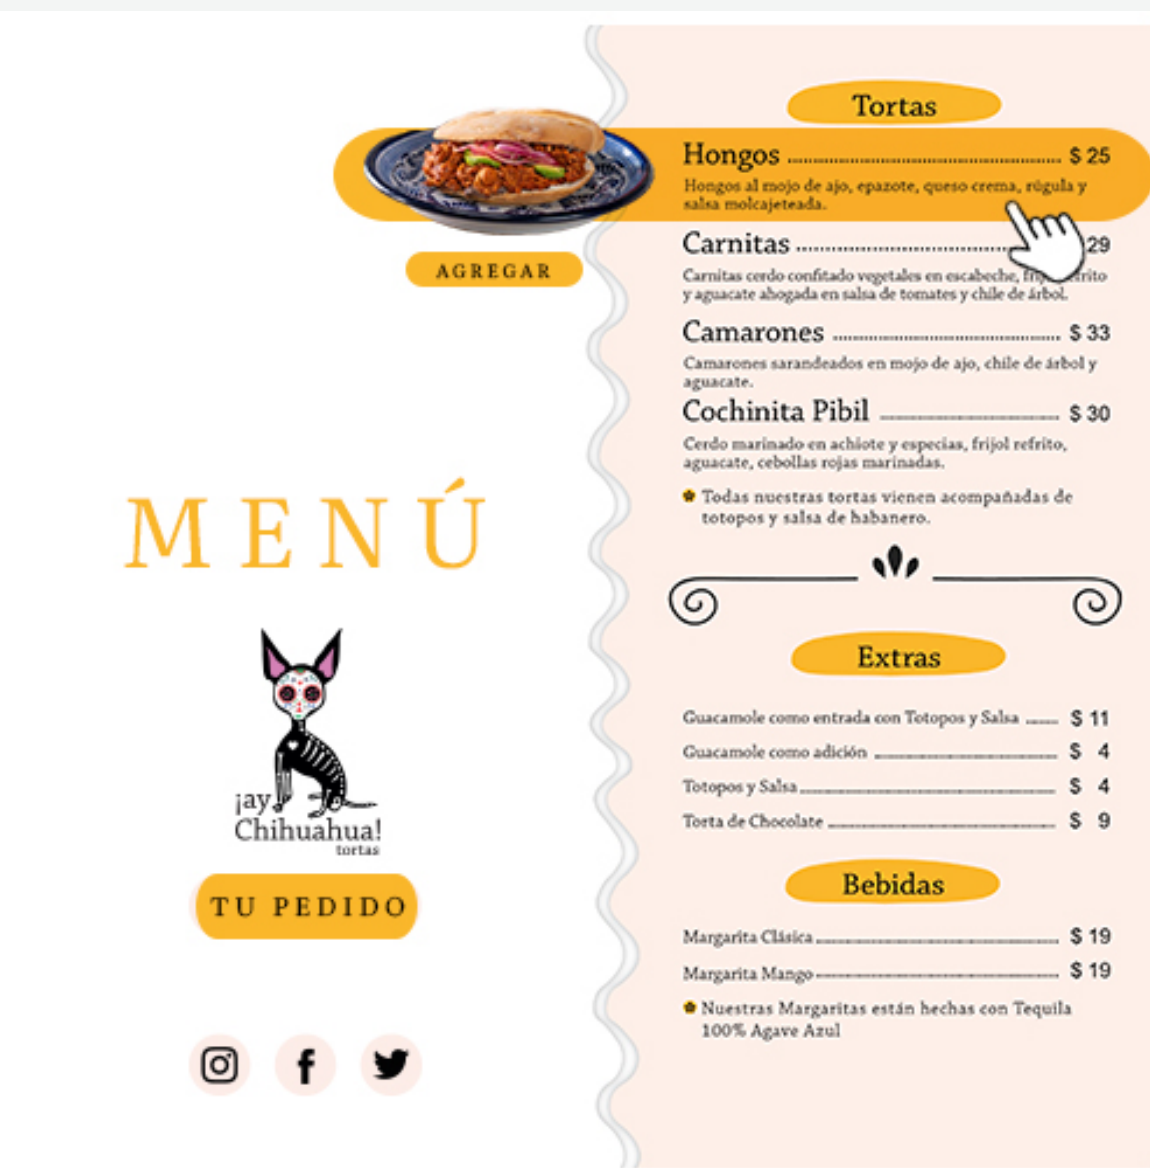 Tortas
Hongos ........ $ 25
Hongos al mojo de ajo, epazote, queso crema, rúgula y
salsa molcajeteada.
AGREGAR
Carnitas ........ 29
Carnitas cerdo confitado vegetales en escabeche,
y aguacate ahogada en salsa de tomates y chile de árbol.
Camarones ........ $ 33
Camarones sarandeados en mojo de ajo, chile de árbol y
aguacate.
Cochinita Pibil ........ $ 30
Cerdo marinado en achiote y especias, frijol refrito,
aguacate, cebollas rojas marinadas.
Todas nuestras tortas vienen acompañadas de
totopos y salsa de habanero.
MENÚ
¡ay
Chihuahua!
tortas
TU PEDIDO
Extras
Guacamole como entrada con Totopos y Salsa ........ $ 11
Guacamole como adición ........ $ 4
Totopos y Salsa ........ $ 4
Torta de Chocolate ........ $ 9
Bebidas
Margarita Clásica ........ $ 19
Margarita Mango ........ $ 19
Nuestras Margaritas están hechas con Tequila
100% Agave Azul